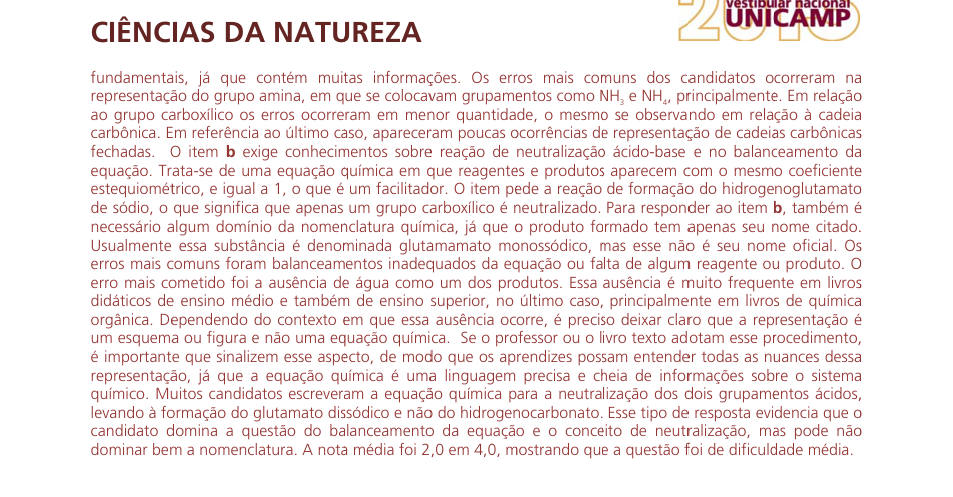 vestibular nacional
UNICAMP
CIÊNCIAS DA NATUREZA
fundamentais, já que contém muitas informações. Os erros mais comuns dos candidatos ocorreram na
representação do grupo amina, em que se colocavam grupamentos como NH₃ e NH₄, principalmente. Em relação
ao grupo carboxílico os erros ocorreram em menor quantidade, o mesmo se observando em relação à cadeia
carbônica. Em referência ao último caso, apareceram poucas ocorrências de representação de cadeias carbônicas
fechadas. O item b exige conhecimentos sobre reação de neutralização ácido-base e no balanceamento da
equação. Trata-se de uma equação química em que reagentes e produtos aparecem com o mesmo coeficiente
estequiométrico, e igual a 1, o que é um facilitador. O item pede a reação de formação do hidrogenoglutamato
de sódio, o que significa que apenas um grupo carboxílico é neutralizado. Para responder ao item b, também é
necessário algum domínio da nomenclatura química, já que o produto formado tem apenas seu nome citado.
Usualmente essa substância é denominada glutamamato monossódico, mas esse não é seu nome oficial. Os
erros mais comuns foram balanceamentos inadequados da equação ou falta de algum reagente ou produto. O
erro mais cometido foi a ausência de água como um dos produtos. Essa ausência é muito frequente em livros
didáticos de ensino médio e também de ensino superior, no último caso, principalmente em livros de química
orgânica. Dependendo do contexto em que essa ausência ocorre, é preciso deixar claro que a representação é
um esquema ou figura e não uma equação química. Se o professor ou o livro texto adotam esse procedimento,
é importante que sinalizem esse aspecto, de modo que os aprendizes possam entender todas as nuances dessa
representação, já que a equação química é uma linguagem precisa e cheia de informações sobre o sistema
químico. Muitos candidatos escreveram a equação química para a neutralização dos dois grupamentos ácidos,
levando à formação do glutamato dissódico e não do hidrogenocarbonato. Esse tipo de resposta evidencia que o
candidato domina a questão do balanceamento da equação e o conceito de neutralização, mas pode não
dominar bem a nomenclatura. A nota média foi 2,0 em 4,0, mostrando que a questão foi de dificuldade média.